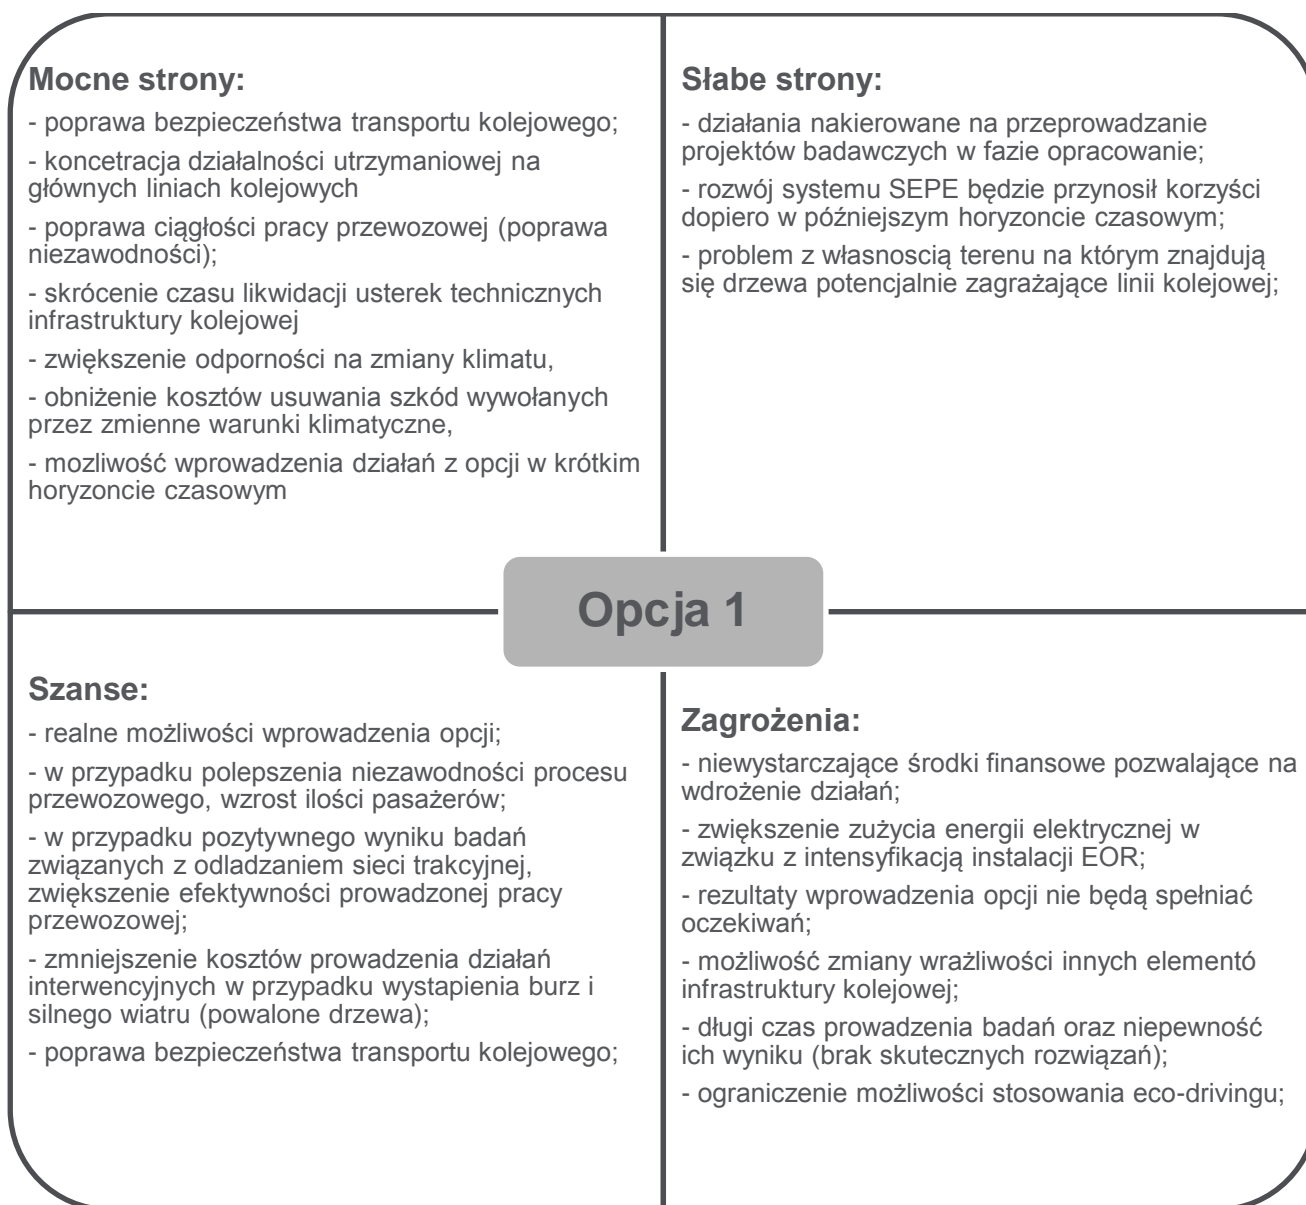 Mocne strony:
- poprawa bezpieczeństwa transportu kolejowego;
- koncetracja działalności utrzymaniowej na
głównych liniach kolejowych
- poprawa ciągłości pracy przewozowej (poprawa
niezawodności);
- skrócenie czasu likwidacji usterek technicznych
infrastruktury kolejowej
- zwiększenie odporności na zmiany klimatu,
- obniżenie kosztów usuwania szkód wywołanych
przez zmienne warunki klimatyczne,
- mozliwość wprowadzenia działań z opcji w krótkim
horyzoncie czasowym
Słabe strony:
- działania nakierowane na przeprowadzanie
projektów badawczych w fazie opracowanie;
- rozwój systemu SEPE będzie przynosił korzyści
dopiero w późniejszym horyzoncie czasowym;
- problem z własnoscią terenu na którym znajdują
się drzewa potencjalnie zagrażające linii kolejowej;
Opcja 1
Szanse:
- realne możliwości wprowadzenia opcji;
- w przypadku polepszenia niezawodności procesu
przewozowego, wzrost ilości pasażerów;
- w przypadku pozytywnego wyniku badań
związanych z odladzaniem sieci trakcyjnej,
zwiększenie efektywności prowadzonej pracy
przewozowej;
- zmniejszenie kosztów prowadzenia działań
interwencyjnych w przypadku wystapienia burz i
silnego wiatru (powalone drzewa);
- poprawa bezpieczeństwa transportu kolejowego;
Zagrożenia:
- niewystarczające środki finansowe pozwalające na
wdrożenie działań;
- zwiększenie zużycia energii elektrycznej w
związku z intensyfikacją instalacji EOR;
- rezultaty wprowadzenia opcji nie będą spełniać
oczekiwań;
- możliwość zmiany wrażliwości innych elementó
infrastruktury kolejowej;
- długi czas prowadzenia badań oraz niepewność
ich wyniku (brak skutecznych rozwiązań);
- ograniczenie możliwości stosowania eco-drivingu;